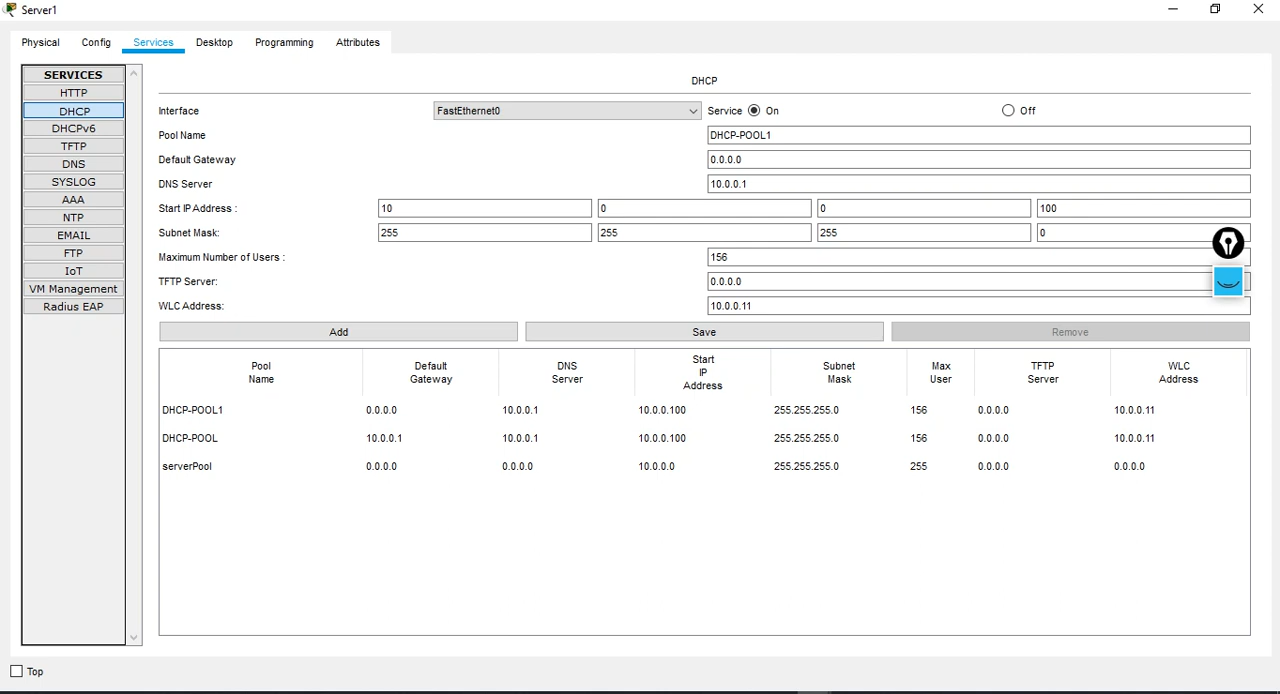 Server1
Physical Config Services Desktop Programming Attributes
SERVICES
HTTP
DHCP
DHCPv6
TFTP
DNS
SYSLOG
AAA
NTP
EMAIL
FTP
IoT
VM Management
Radius EAP
DHCP
Interface FastEthernet0 Service On Off
Pool Name DHCP-POOL1
Default Gateway 0.0.0.0
DNS Server 10.0.0.1
Start IP Address : 10 0 0 100
Subnet Mask: 255 255 255 0
Maximum Number of Users : 156
TFTP Server: 0.0.0.0
WLC Address: 10.0.0.11
Add Save Remove
Pool Name Default Gateway DNS Server Start IP Address Subnet Mask Max User TFTP Server WLC Address
DHCP-POOL1 0.0.0.0 10.0.0.1 10.0.0.100 255.255.255.0 156 0.0.0.0 10.0.0.11
DHCP-POOL 10.0.0.1 10.0.0.1 10.0.0.100 255.255.255.0 156 0.0.0.0 10.0.0.11
serverPool 0.0.0.0 0.0.0.0 10.0.0.0 255.255.255.0 255 0.0.0.0 0.0.0.0
Top